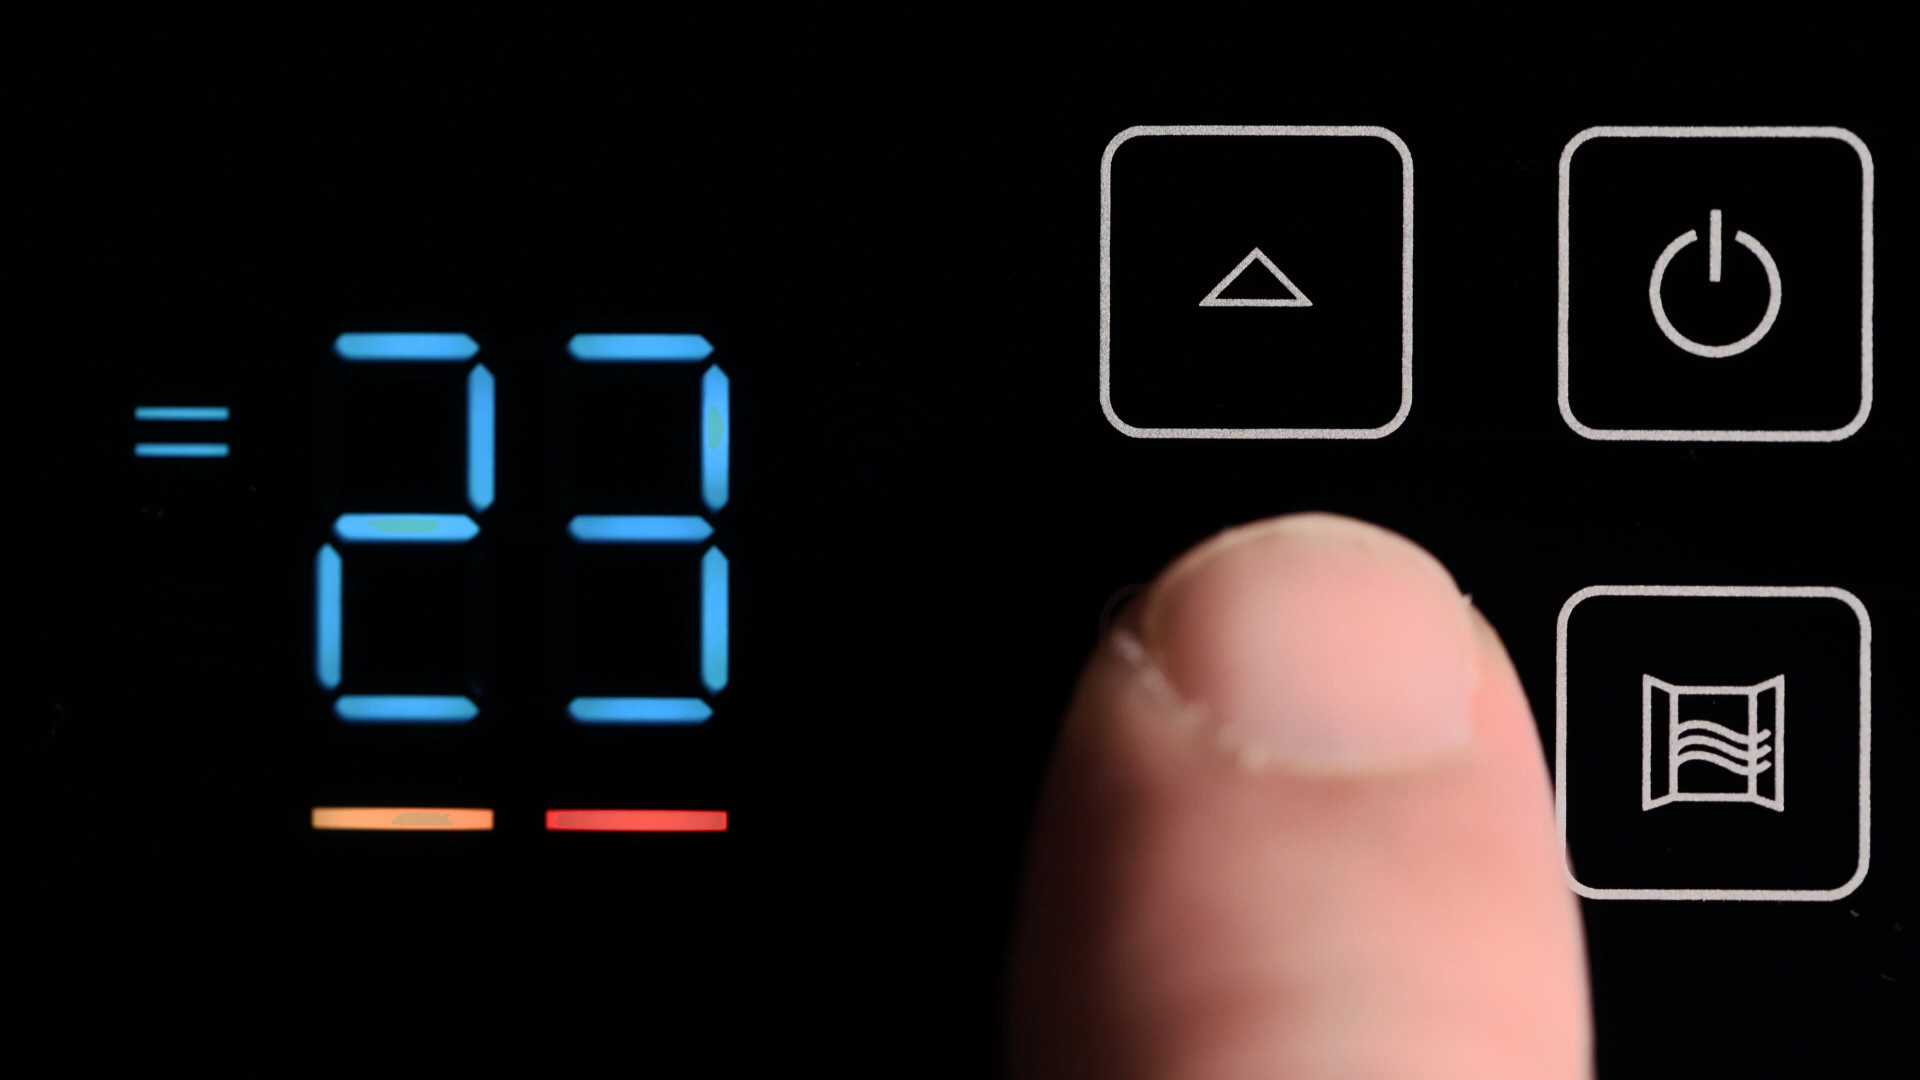 = 23